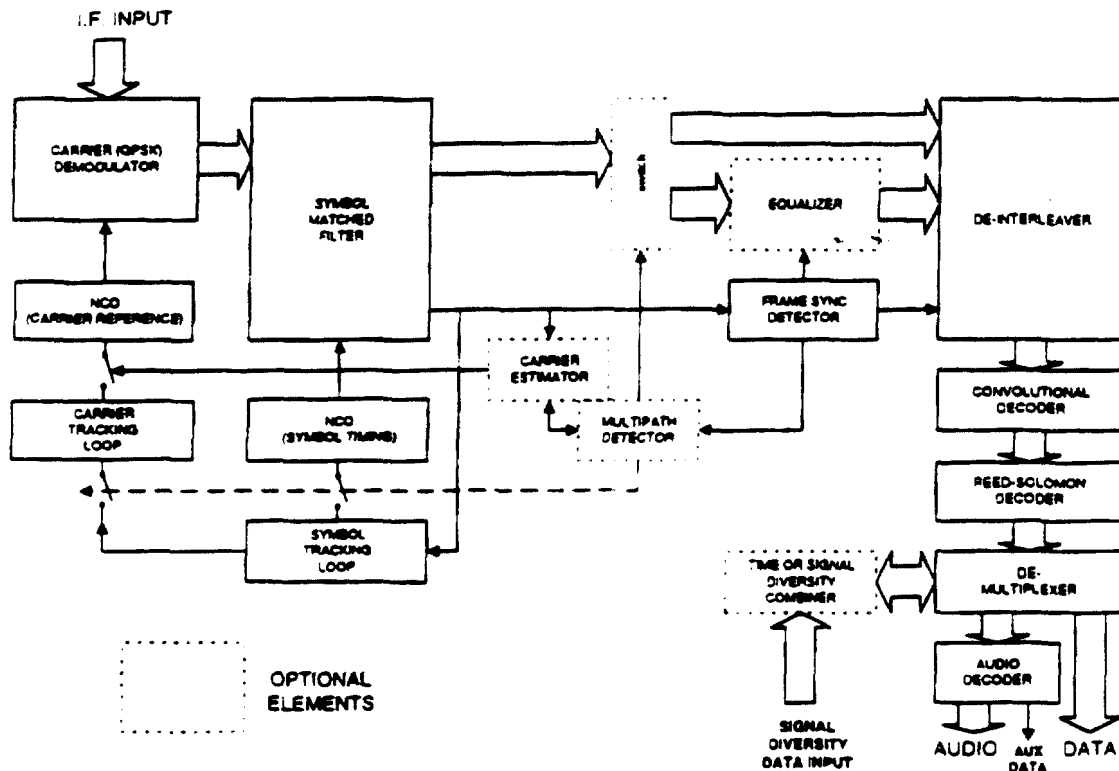 I.F. INPUT
CARRIER (QPSK)
DEMODULATOR
SYMBOL
MATCHED
FILTER
SWITCH
EQUALIZER
DE-INTERLEAVER
NCO
(CARRIER REFERENCE)
FRAME SYNC
DETECTOR
CARRIER
ESTIMATOR
CARRIER
TRACKING
LOOP
NCO
(SYMBOL TIMING)
MULTIPATH
DETECTOR
CONVOLUTIONAL
DECODER
REED-SOLOMON
DECODER
SYMBOL
TRACKING
LOOP
TIME OR SIGNAL
DIVERSITY
COMBINER
DE-
MULTIPLEXER
OPTIONAL
ELEMENTS
AUDIO
DECODER
SIGNAL
DIVERSITY
DATA INPUT
AUDIO
AUX
DATA
DATA